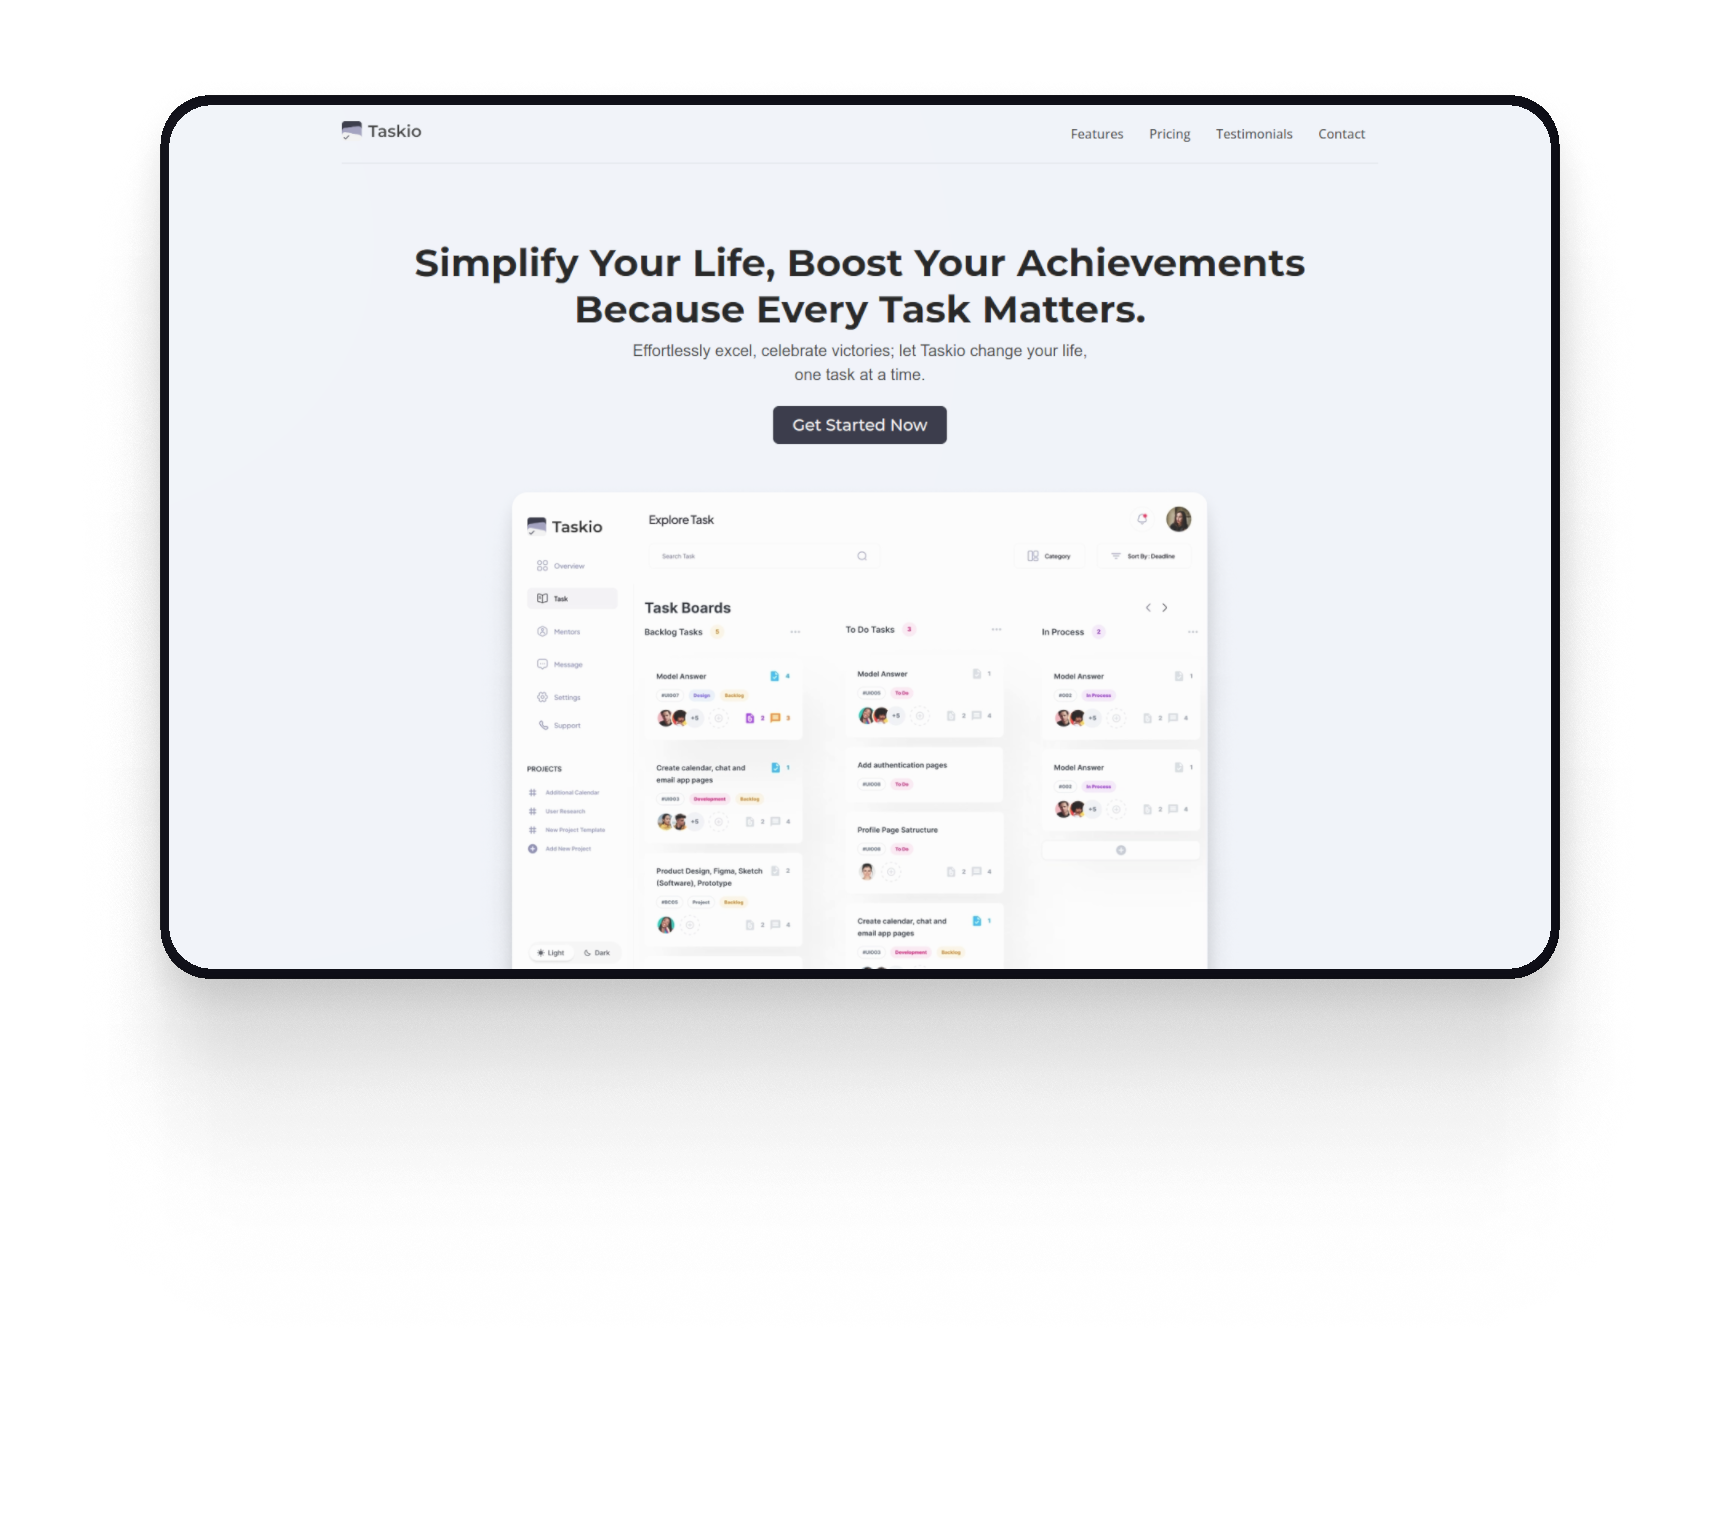 Taskio
Features Pricing Testimonials Contact
Simplify Your Life, Boost Your Achievements
Because Every Task Matters.
Effortlessly excel, celebrate victories; let Taskio change your life,
one task at a time.
Get Started Now
Taskio
Overview
Task
Mentors
Message
Settings
Support
PROJECTS
Additional Calendar
User Research
New Project Template
Add New Project
Light Dark
Explore Task
Search Task
Category
Sort By: Deadline
Task Boards
Backlog Tasks 5
Model Answer 4
#UI007 Design Backlog
+5 2 3
Create calendar, chat and 1
email app pages
#UI003 Development Backlog
+5 2 4
Product Design, Figma, Sketch 2
(Software), Prototype
Project Backlog
2 4
To Do Tasks 3
Model Answer 1
#UI005 To Do
+5 2 4
Add authentication pages
#UI006 To Do
Profile Page Satructure
#UI008 To Do
2 4
Create calendar, chat and 1
email app pages
#UI003 Development Backlog
In Process 2
Model Answer 1
In Process
+5 2 4
Model Answer 1
In Process
+5 2 4